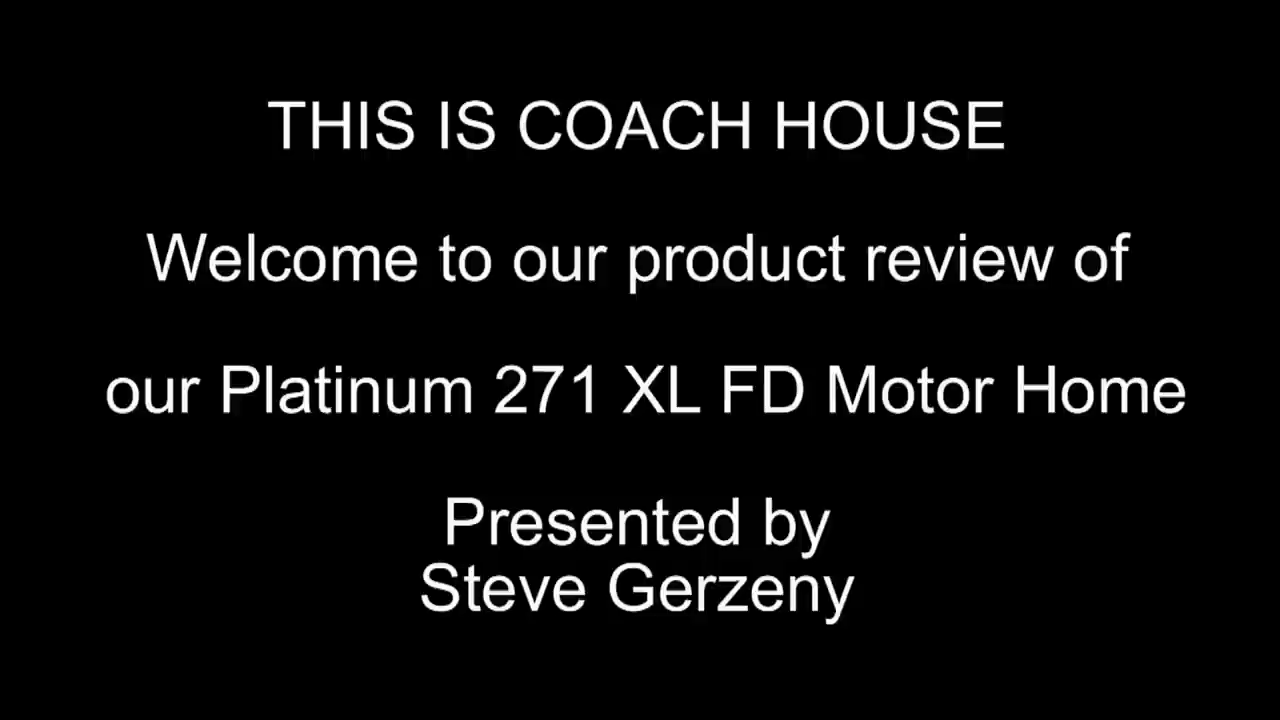 THIS IS COACH HOUSE
Welcome to our product review of
our Platinum 271 XL FD Motor Home
Presented by
Steve Gerzeny